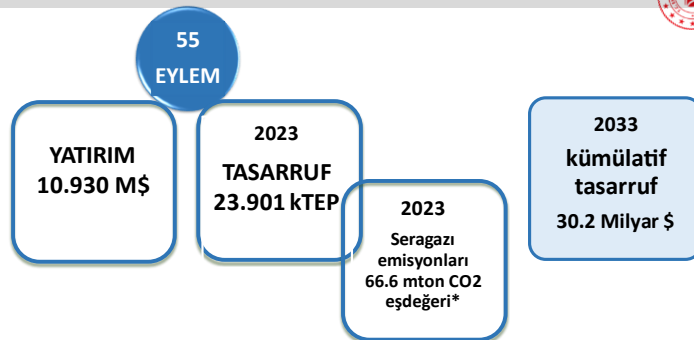 55
EYLEM
YATIRIM
10.930 M$
2023
TASARRUF
23.901 kTEP
2023
Seragazı
emisyonları
66.6 mton CO2
eşdeğeri*
2033
kümülatif
tasarruf
30.2 Milyar $